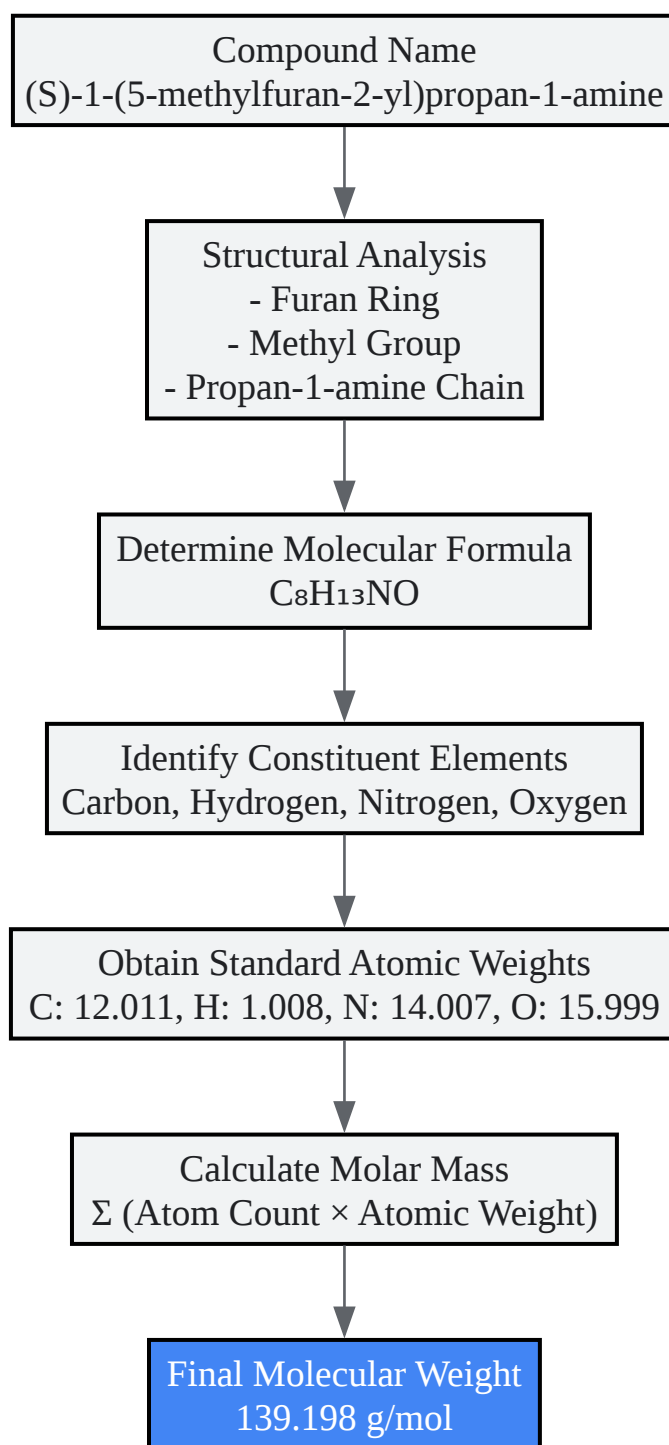 Compound Name
(S)-1-(5-methylfuran-2-yl)propan-1-amine
Structural Analysis
- Furan Ring
- Methyl Group
- Propan-1-amine Chain
Determine Molecular Formula
C₈H₁₃NO
Identify Constituent Elements
Carbon, Hydrogen, Nitrogen, Oxygen
Obtain Standard Atomic Weights
C: 12.011, H: 1.008, N: 14.007, O: 15.999
Calculate Molar Mass
Σ (Atom Count × Atomic Weight)
Final Molecular Weight
139.198 g/mol